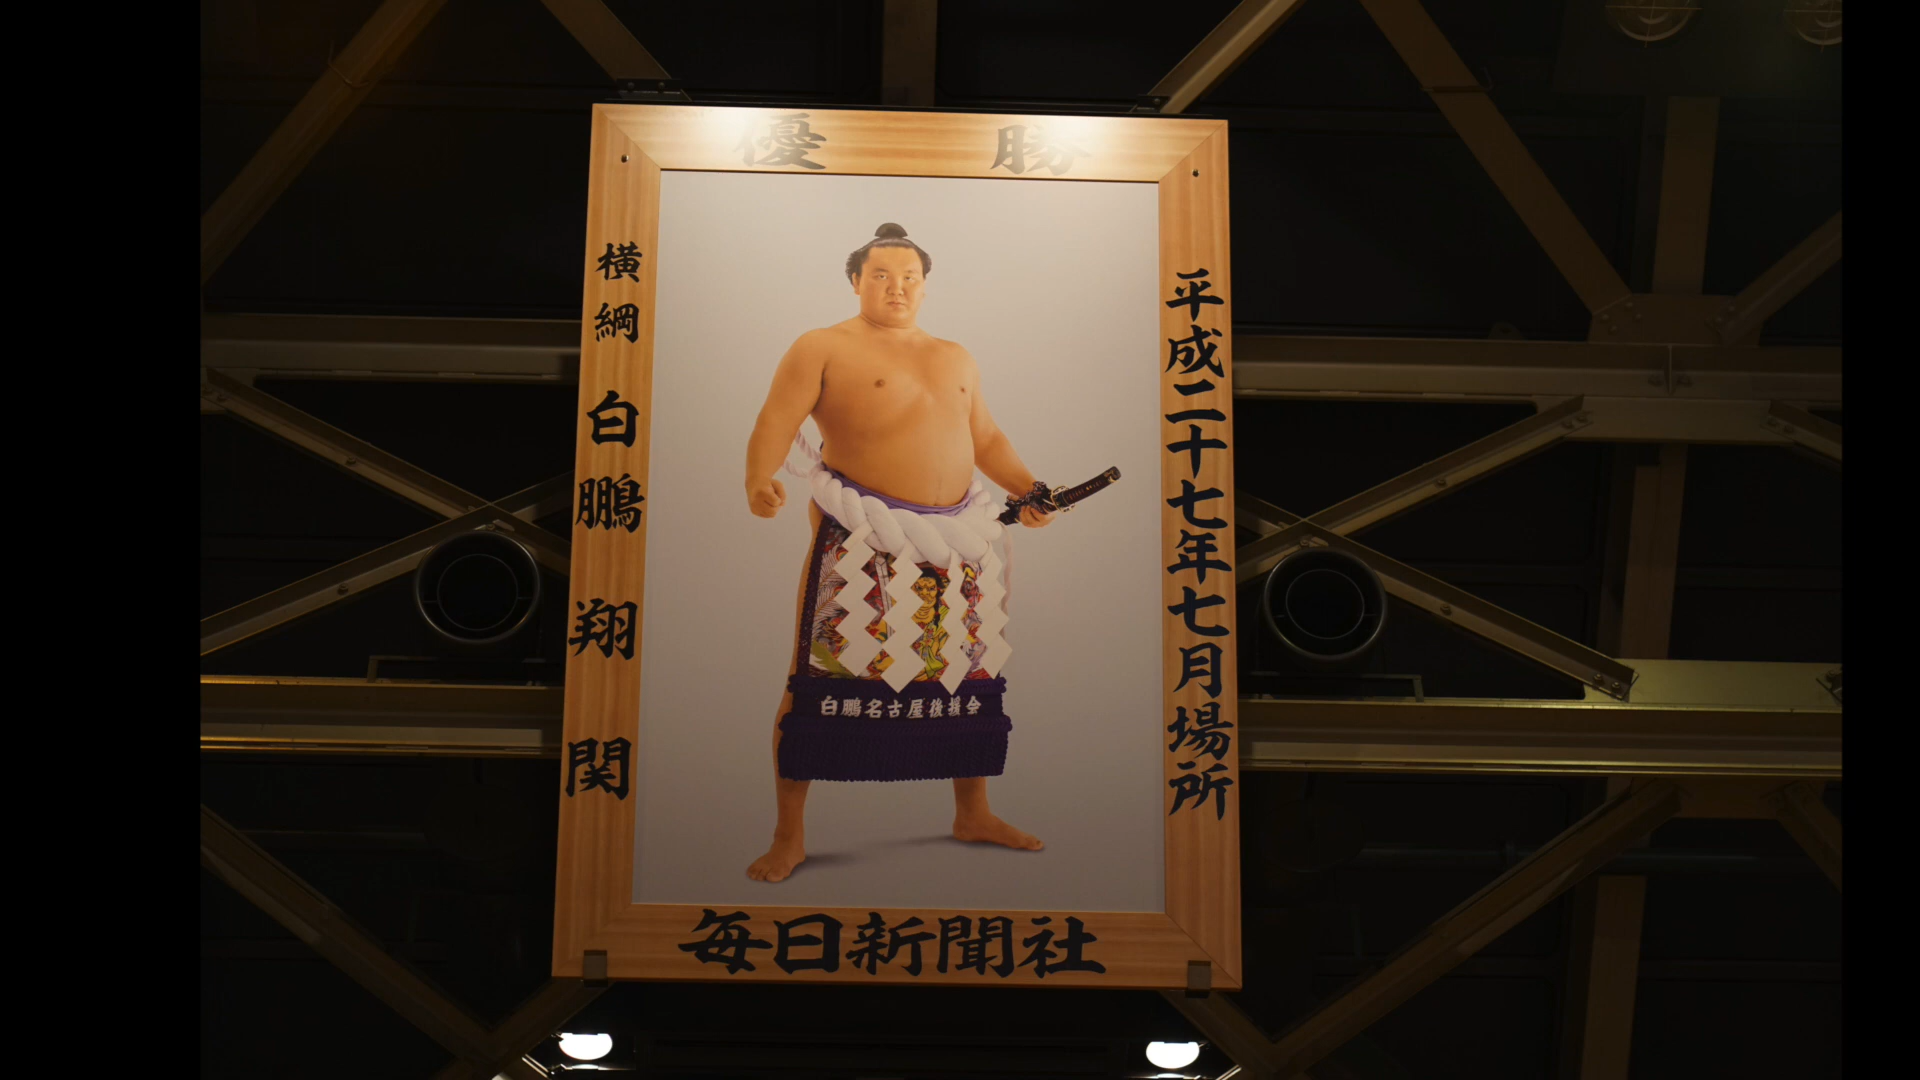 優勝
平成二十七年七月場所
横綱 白鵬 翔 関
白鵬名古屋後援会
毎日新聞社